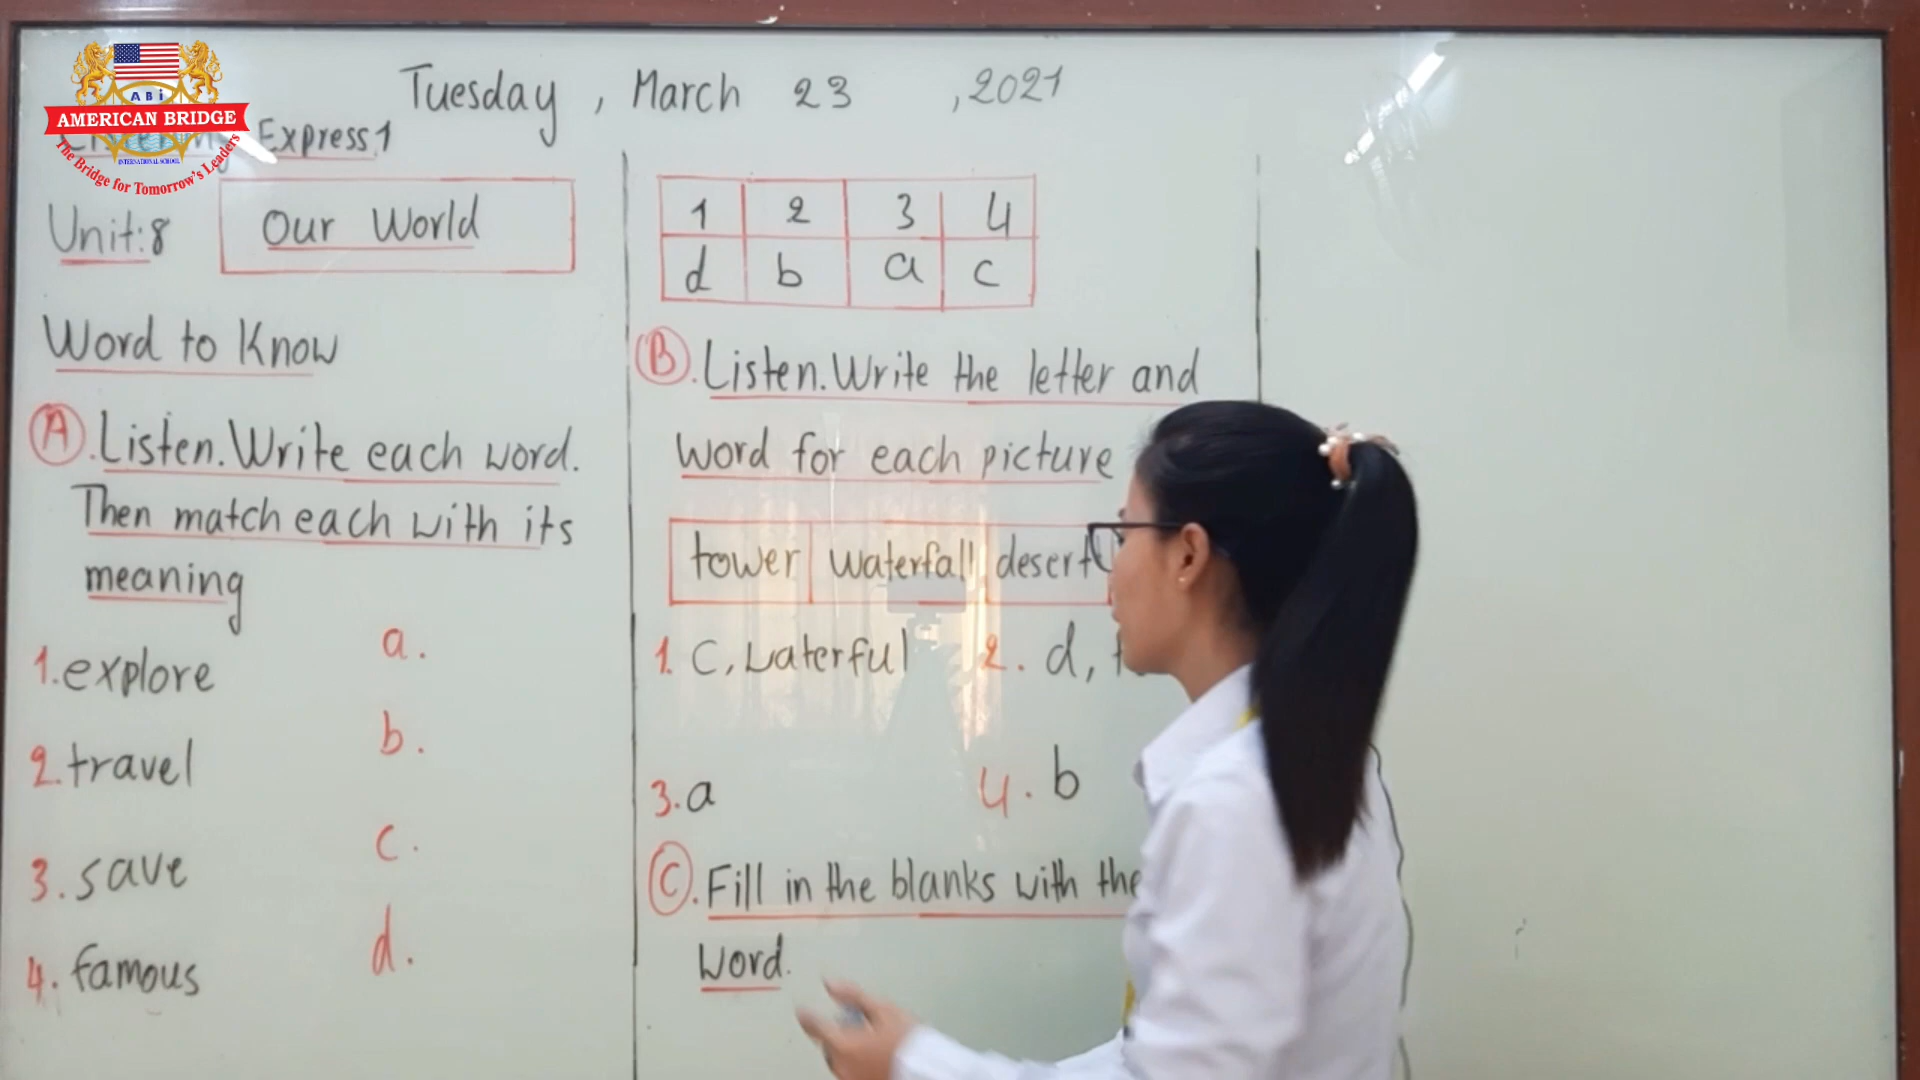 ABi
AMERICAN BRIDGE
INTERNATIONAL SCHOOL
The Bridge for Tomorrow's Leaders
Tuesday, March 23, 2021
Express 1
Unit:8 Our World
Word to Know
A. Listen. Write each word.
Then match each with its
meaning
1. explore a.
2. travel b.
3. save c.
4. famous d.
1 2 3 4
d b a c
B. Listen. Write the letter and
word for each picture
tower waterfall desert
1. C, waterful 2. d, t
3. a 4. b
C. Fill in the blanks with the
word.